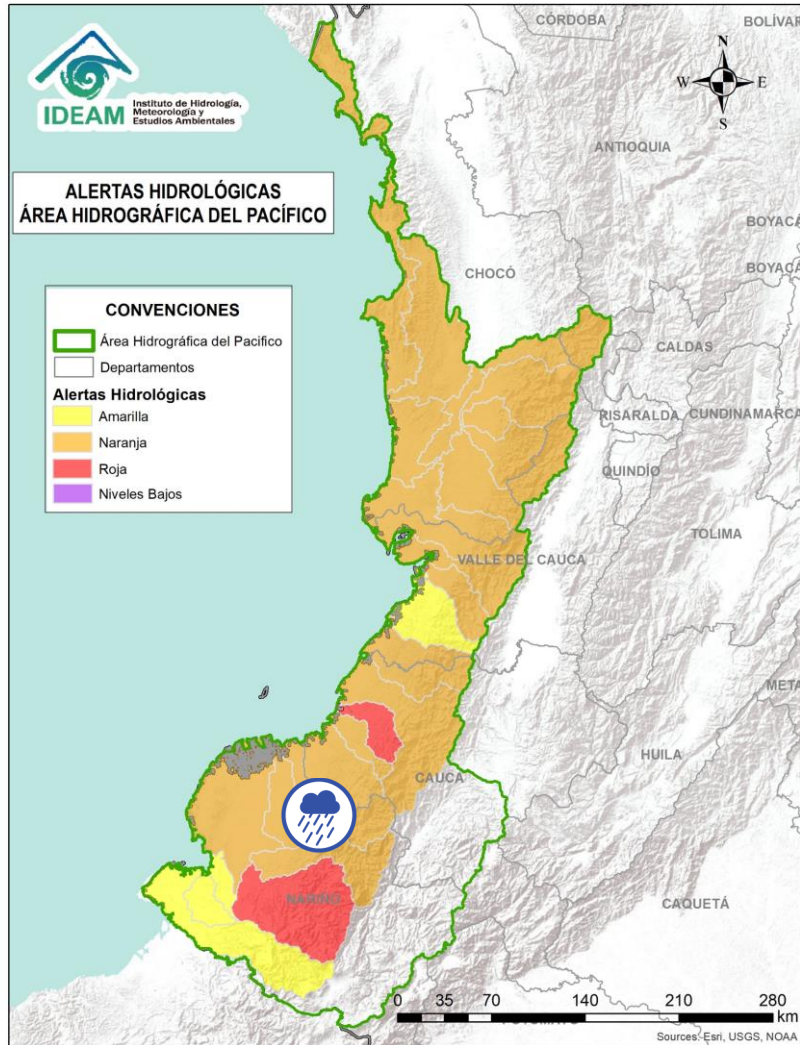 IDEAM
Instituto de Hidrología,
Meteorología y
Estudios Ambientales
ALERTAS HIDROLÓGICAS
ÁREA HIDROGRÁFICA DEL PACÍFICO
CONVENCIONES
Área Hidrográfica del Pacifico
Departamentos
Alertas Hidrológicas
Amarilla
Naranja
Roja
Niveles Bajos
CÓRDOBA
BOLÍVAR
N
W
E
S
ANTIOQUIA
BOYACÁ
CHOCÓ
BOYACÁ
CALDAS
RISARALDA
CUNDINAMARCA
QUINDÍO
TOLIMA
VALLE DEL CAUCA
META
HUILA
CAUCA
NARIÑO
CAQUETÁ
0 35 70 140 210 280
km
Sources: Esri, USGS, NOAA